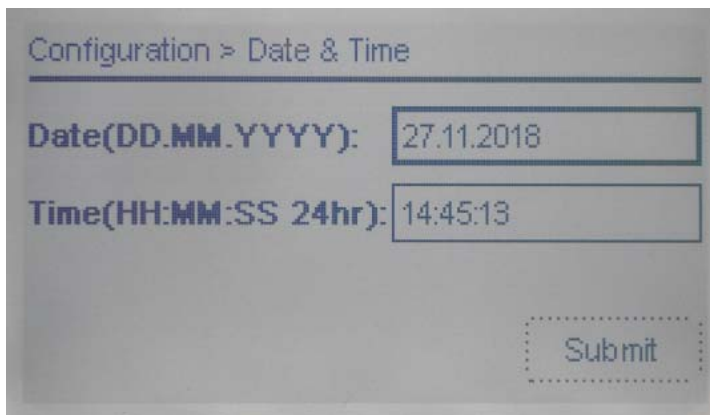 Configuration > Date & Time
Date(DD.MM.YYYY): 27.11.2018
Time(HH:MM:SS 24hr): 14:45:13
Submit